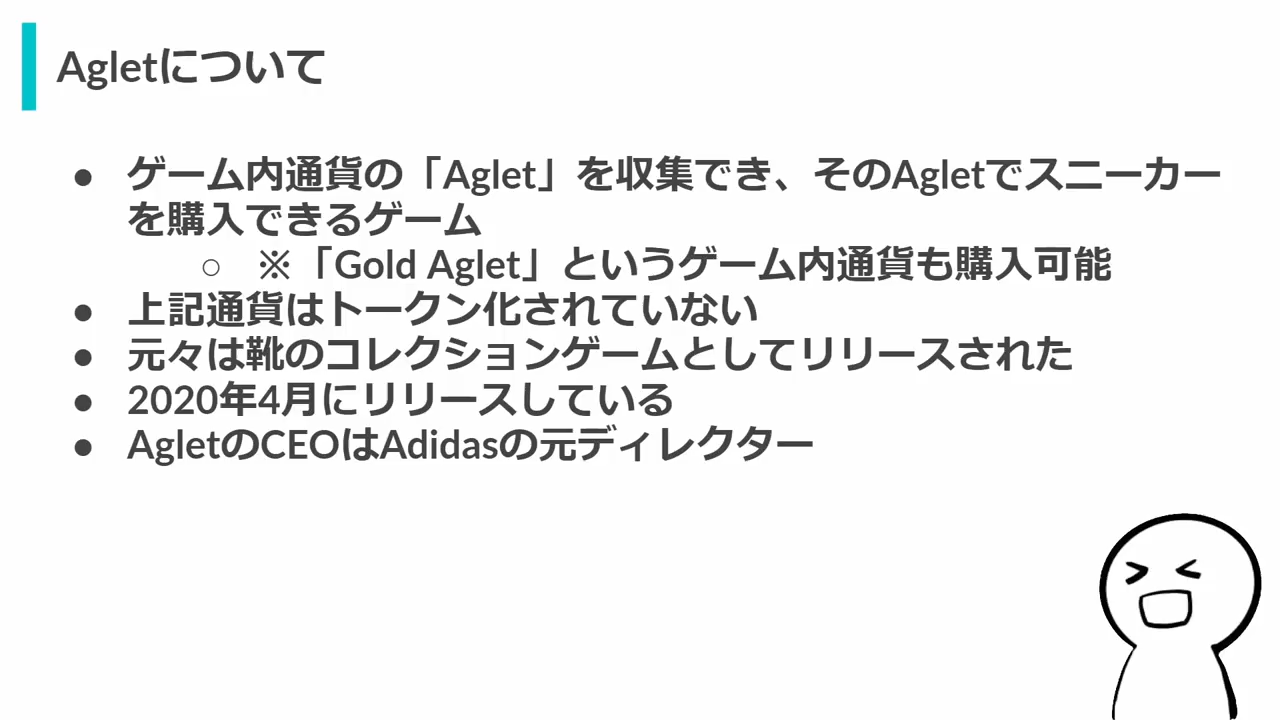 Agletについて
● ゲーム内通貨の「Aglet」を収集でき、そのAgletでスニーカー
を購入できるゲーム
○ ※「Gold Aglet」というゲーム内通貨も購入可能
● 上記通貨はトークン化されていない
● 元々は靴のコレクションゲームとしてリリースされた
● 2020年4月にリリースしている
● AgletのCEOはAdidasの元ディレクター